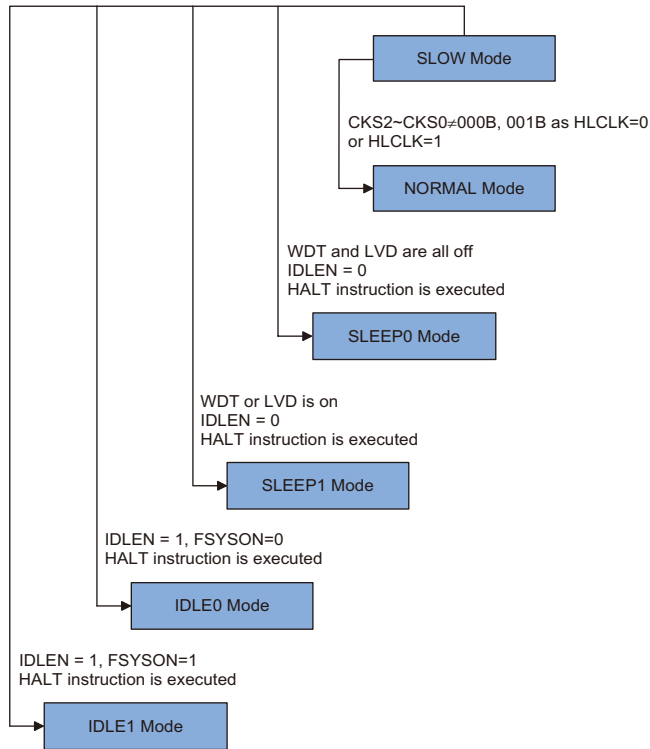 SLOW Mode
CKS2~CKS0≠000B, 001B as HLCLK=0
or HLCLK=1
NORMAL Mode
WDT and LVD are all off
IDLEN = 0
HALT instruction is executed
SLEEP0 Mode
WDT or LVD is on
IDLEN = 0
HALT instruction is executed
SLEEP1 Mode
IDLEN = 1, FSYSON=0
HALT instruction is executed
IDLE0 Mode
IDLEN = 1, FSYSON=1
HALT instruction is executed
IDLE1 Mode